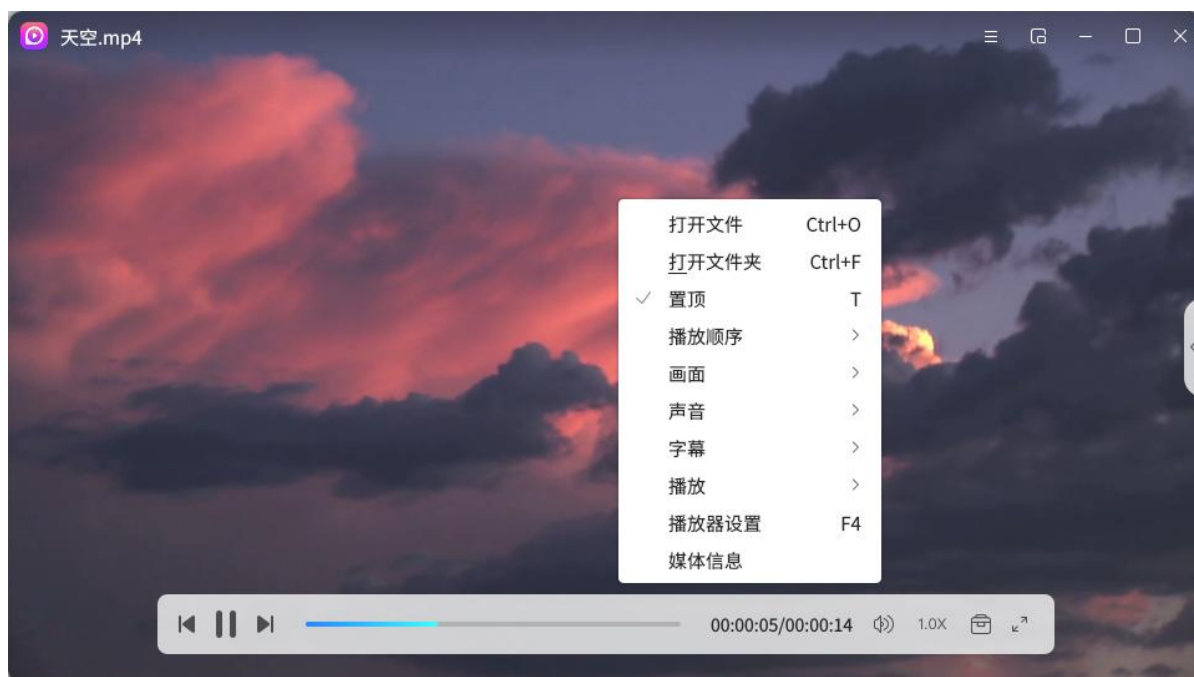 天空.mp4
打开文件 Ctrl+O
打开文件夹 Ctrl+F
置顶 T
播放顺序
画面
声音
字幕
播放
播放器设置 F4
媒体信息
00:00:05/00:00:14 1.0X